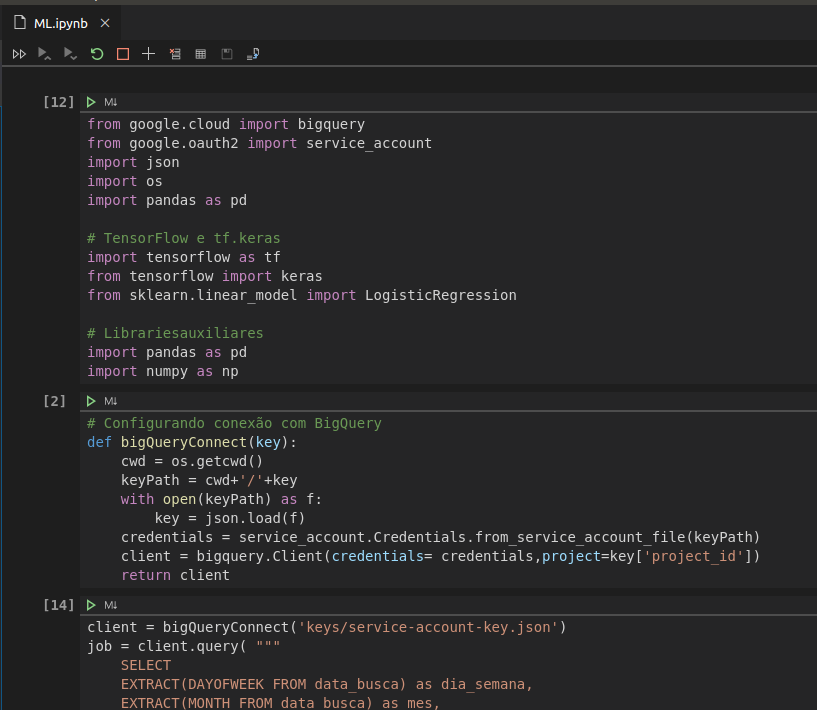 ML.ipynb
[12] M↓
from google.cloud import bigquery
from google.oauth2 import service_account
import json
import os
import pandas as pd
# TensorFlow e tf.keras
import tensorflow as tf
from tensorflow import keras
from sklearn.linear_model import LogisticRegression
# Librariesauxiliares
import pandas as pd
import numpy as np
[2] M↓
# Configurando conexão com BigQuery
def bigQueryConnect(key):
    cwd = os.getcwd()
    keyPath = cwd+'/'+key
    with open(keyPath) as f:
        key = json.load(f)
    credentials = service_account.Credentials.from_service_account_file(keyPath)
    client = bigquery.Client(credentials= credentials,project=key['project_id'])
    return client
[14] M↓
client = bigQueryConnect('keys/service-account-key.json')
job = client.query( """
    SELECT
    EXTRACT(DAYOFWEEK FROM data_busca) as dia_semana,
    EXTRACT(MONTH FROM data_busca) as mes,